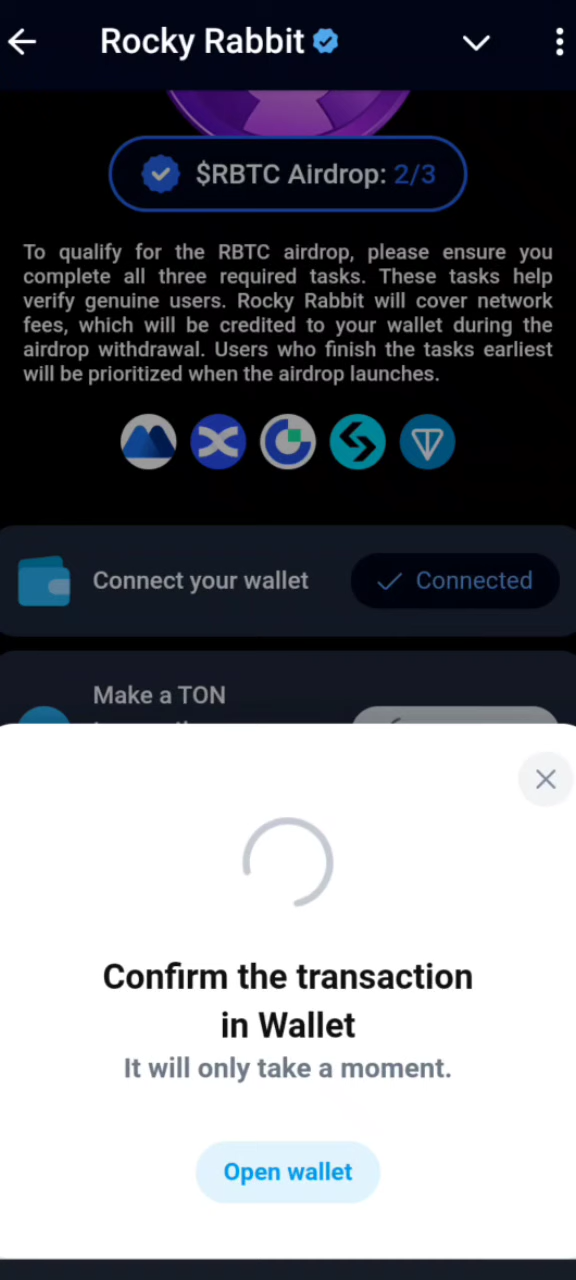 Rocky Rabbit
$RBTC Airdrop: 2/3
To qualify for the RBTC airdrop, please ensure you
complete all three required tasks. These tasks help
verify genuine users. Rocky Rabbit will cover network
fees, which will be credited to your wallet during the
airdrop withdrawal. Users who finish the tasks earliest
will be prioritized when the airdrop launches.
Connect your wallet
Connected
Make a TON
Confirm the transaction
in Wallet
It will only take a moment.
Open wallet